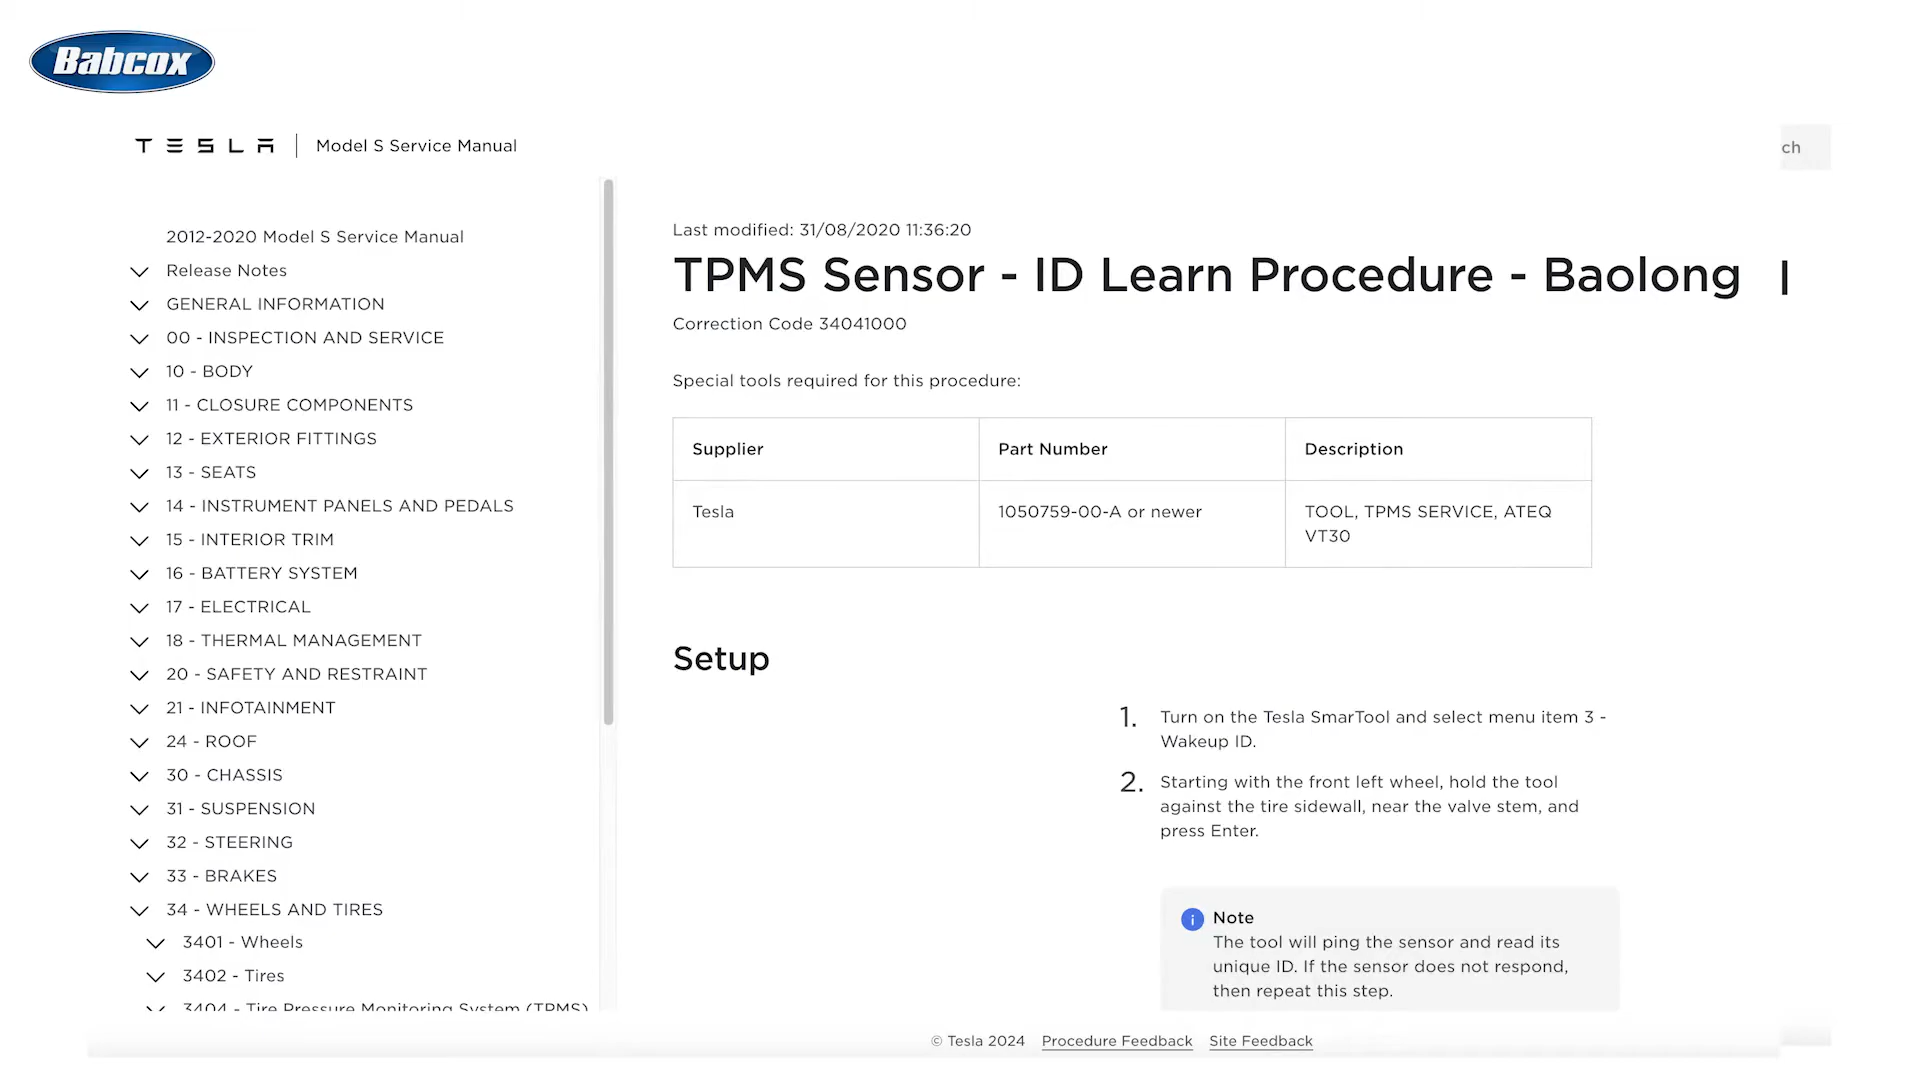 Babcox
TESLA | Model S Service Manual
ch
2012-2020 Model S Service Manual
Release Notes
GENERAL INFORMATION
00 - INSPECTION AND SERVICE
10 - BODY
11 - CLOSURE COMPONENTS
12 - EXTERIOR FITTINGS
13 - SEATS
14 - INSTRUMENT PANELS AND PEDALS
15 - INTERIOR TRIM
16 - BATTERY SYSTEM
17 - ELECTRICAL
18 - THERMAL MANAGEMENT
20 - SAFETY AND RESTRAINT
21 - INFOTAINMENT
24 - ROOF
30 - CHASSIS
31 - SUSPENSION
32 - STEERING
33 - BRAKES
34 - WHEELS AND TIRES
3401 - Wheels
3402 - Tires
3404 - Tire Pressure Monitoring System (TPMS)
Last modified: 31/08/2020 11:36:20
TPMS Sensor - ID Learn Procedure - Baolong
Correction Code 34041000
Special tools required for this procedure:
Supplier Part Number Description
Tesla 1050759-00-A or newer TOOL, TPMS SERVICE, ATEQ
VT30
Setup
1. Turn on the Tesla SmarTool and select menu item 3 -
Wakeup ID.
2. Starting with the front left wheel, hold the tool
against the tire sidewall, near the valve stem, and
press Enter.
Note
The tool will ping the sensor and read its
unique ID. If the sensor does not respond,
then repeat this step.
© Tesla 2024 Procedure Feedback Site Feedback